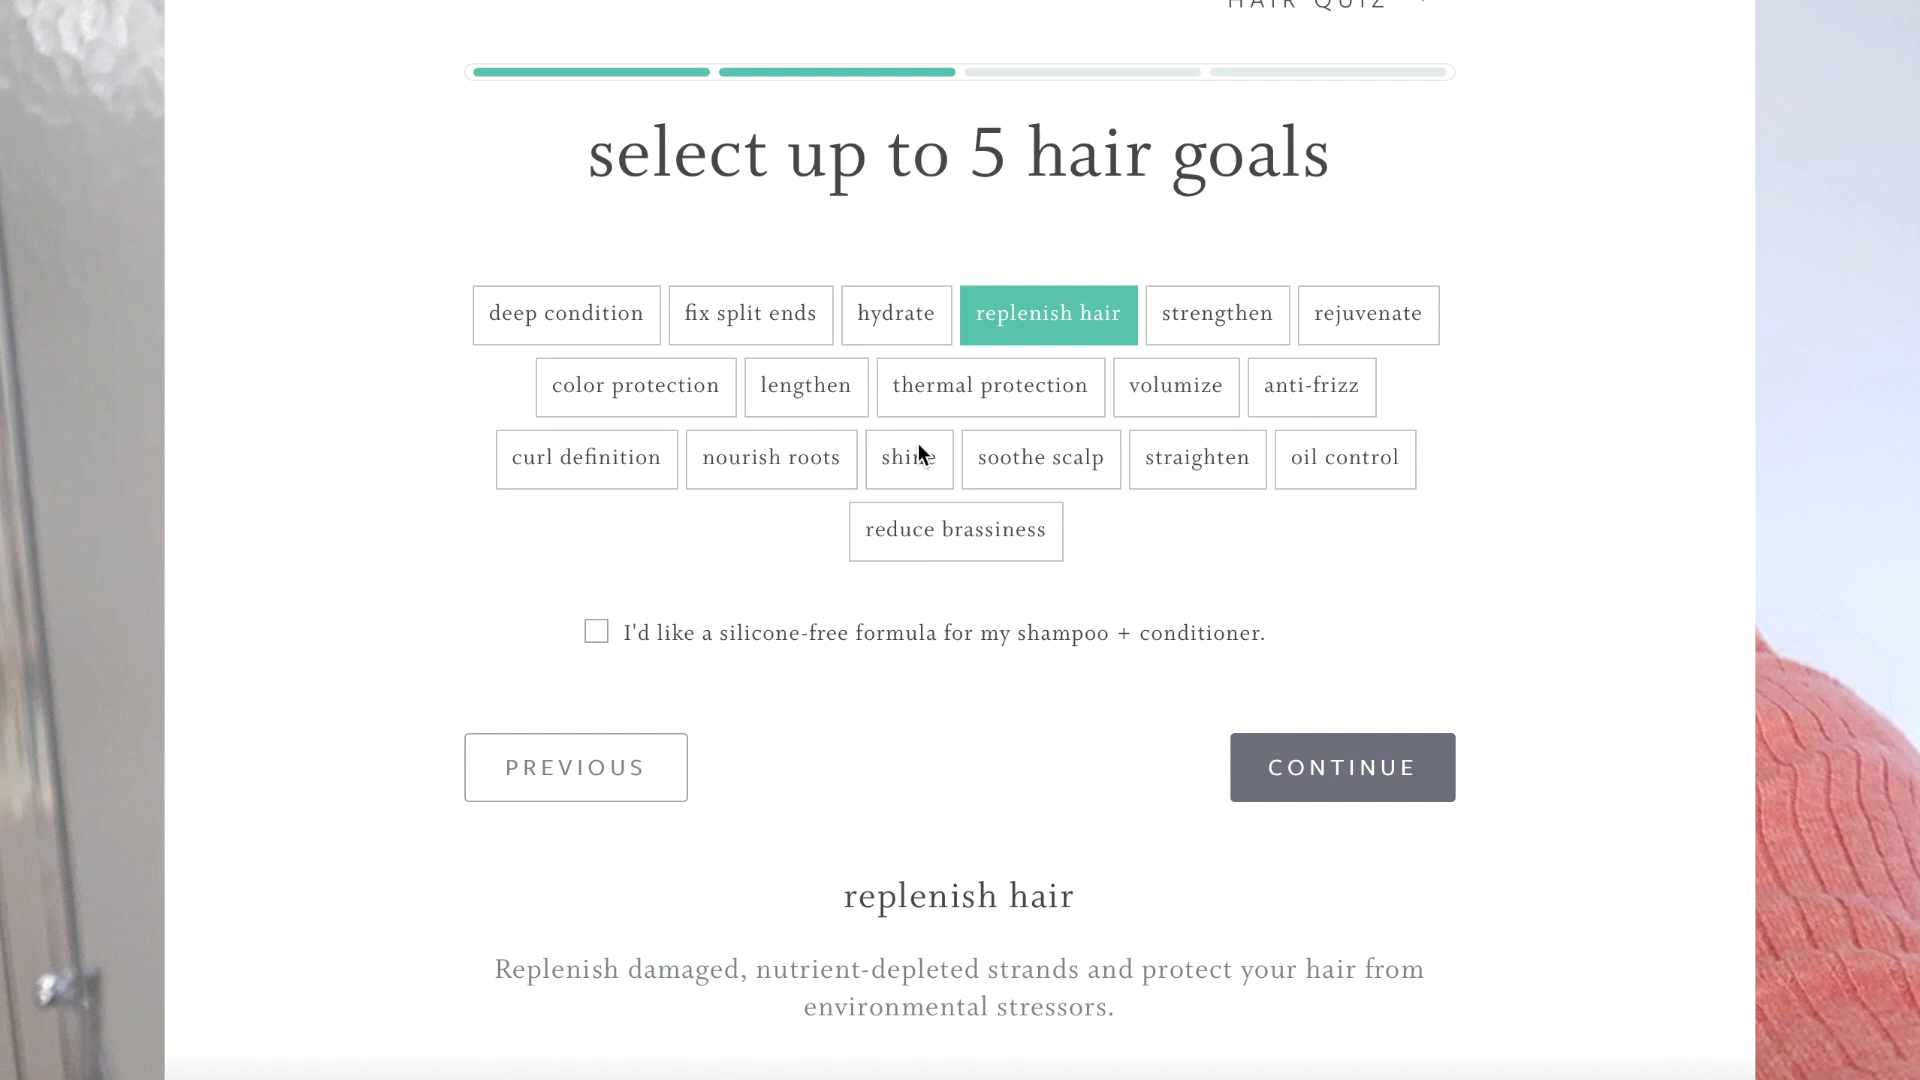 HAIR QUIZ
select up to 5 hair goals
deep condition fix split ends hydrate replenish hair strengthen rejuvenate
color protection lengthen thermal protection volumize anti-frizz
curl definition nourish roots shine soothe scalp straighten oil control
reduce brassiness
I'd like a silicone-free formula for my shampoo + conditioner.
PREVIOUS CONTINUE
replenish hair
Replenish damaged, nutrient-depleted strands and protect your hair from
environmental stressors.